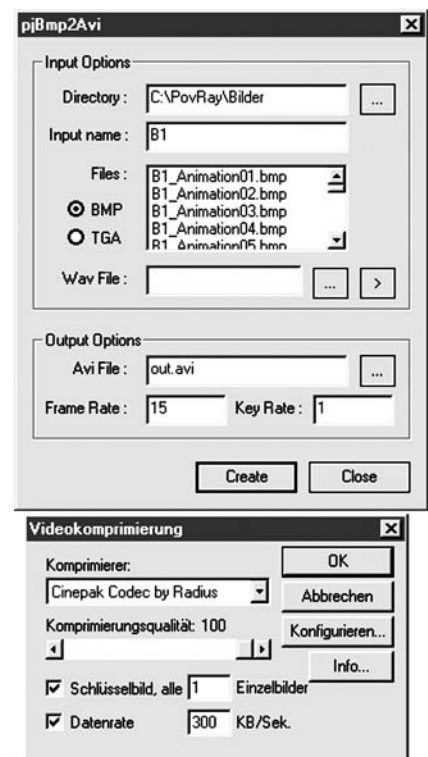 pjBmp2Avi
Input Options
Directory : C:\PovRay\Bilder ...
Input name : B1
Files : B1_Animation01.bmp
B1_Animation02.bmp
BMP B1_Animation03.bmp
B1_Animation04.bmp
TGA B1_Animation05.bmp
Wav File : ... >
Output Options
Avi File : out.avi ...
Frame Rate : 15 Key Rate : 1
Create Close
Videokomprimierung
Komprimierer: OK
Cinepak Codec by Radius Abbrechen
Komprimierungsqualität: 100 Konfigurieren...
Info...
Schlüsselbild, alle 1 Einzelbilder
Datenrate 300 KB/Sek.